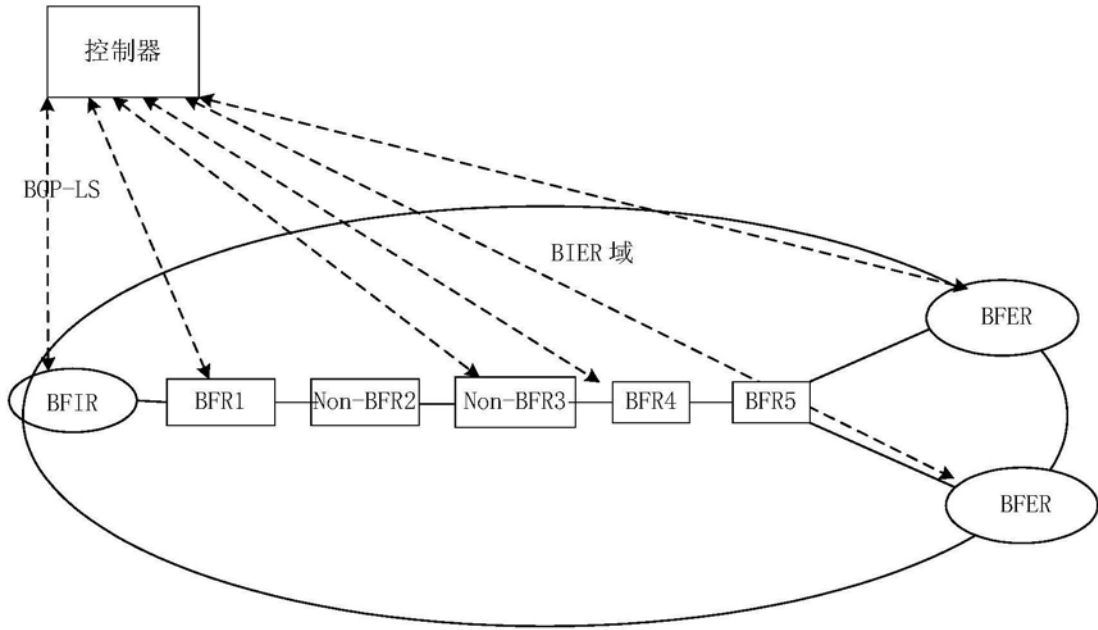 控制器
BGP-LS
BIER 域
BFER
BFIR
BFR1
Non-BFR2
Non-BFR3
BFR4
BFR5
BFER